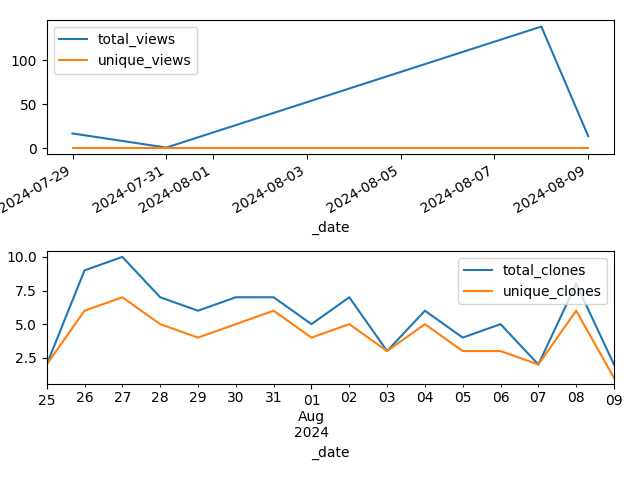 total_views
unique_views
100
50
0
2024-07-29
2024-07-31
2024-08-01
2024-08-03
2024-08-05
2024-08-07
2024-08-09
_date
10.0
7.5
5.0
2.5
total_clones
unique_clones
25 26 27 28 29 30 31 01 02 03 04 05 06 07 08 09
Aug
2024
_date